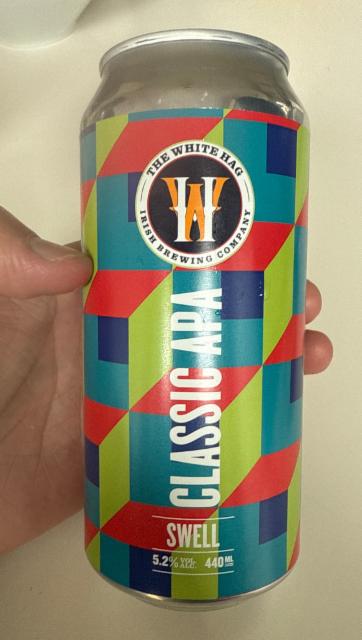 THE WHITE HAG
IRISH BREWING COMPANY
CLASSIC APA
SWELL
5.2% VOL. ALC. 440 ML